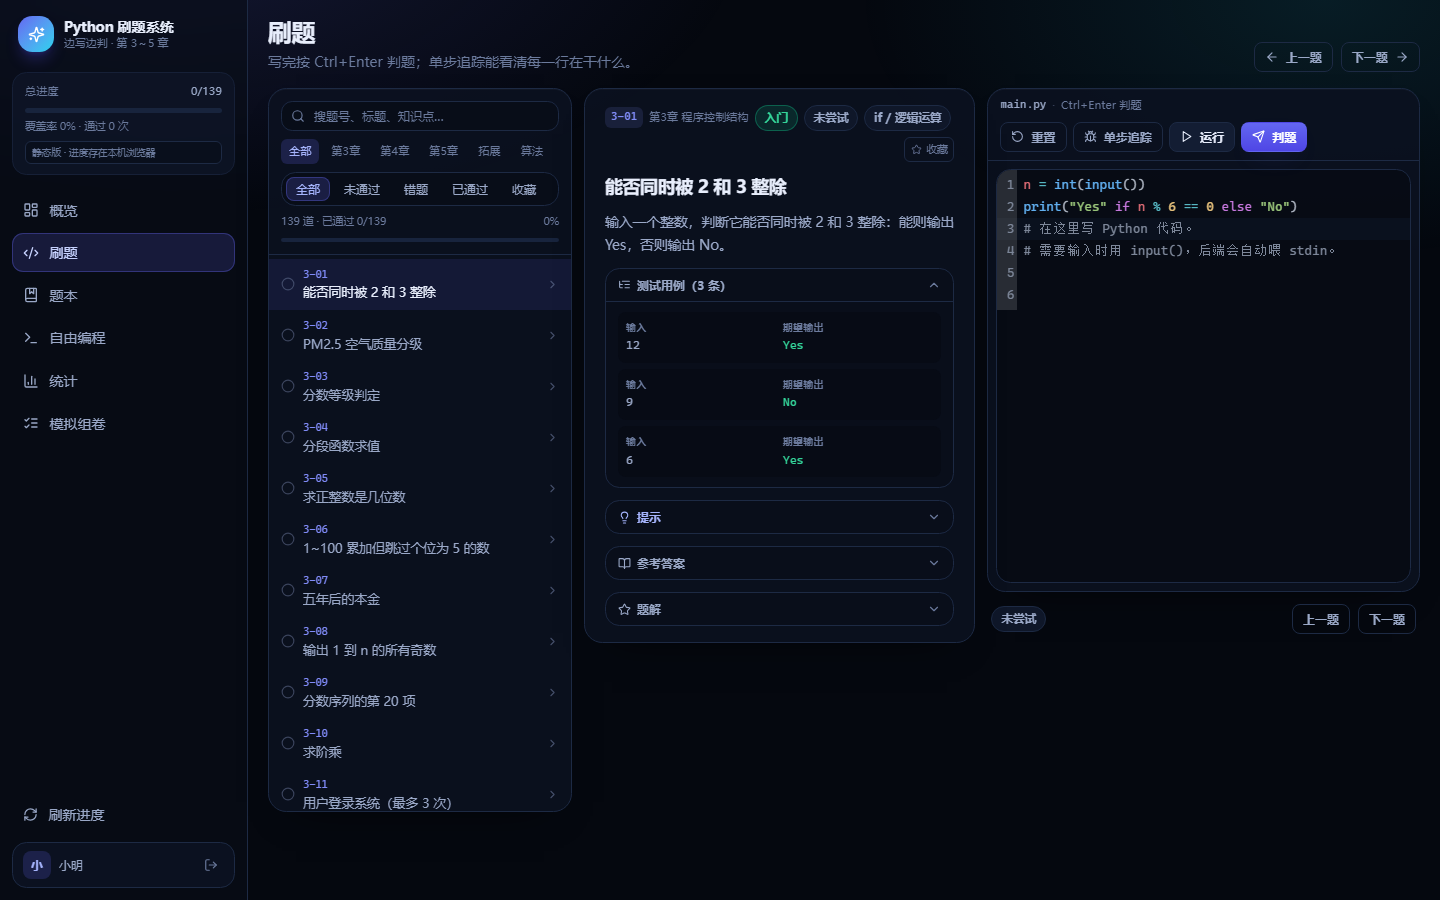 Python 刷题系统
边写边判 · 第 3 ~ 5 章
总进度 0/139
覆盖率 0% · 通过 0 次
静态版 · 进度存在本机浏览器
概览
刷题
题本
自由编程
统计
模拟组卷
刷新进度
小 小明
刷题
写完按 Ctrl+Enter 判题；单步追踪能看清每一行在干什么。
上一题 下一题
搜题号、标题、知识点...
全部 第3章 第4章 第5章 拓展 算法
全部 未通过 错题 已通过 收藏
139 道 · 已通过 0/139 0%
3-01
能否同时被 2 和 3 整除
3-02
PM2.5 空气质量分级
3-03
分数等级判定
3-04
分段函数求值
3-05
求正整数是几位数
3-06
1~100 累加但跳过个位为 5 的数
3-07
五年后的本金
3-08
输出 1 到 n 的所有奇数
3-09
分数序列的第 20 项
3-10
求阶乘
3-11
用户登录系统（最多 3 次）
3-01 第3章 程序控制结构 入门 未尝试 if / 逻辑运算
收藏
能否同时被 2 和 3 整除
输入一个整数，判断它能否同时被 2 和 3 整除：能则输出
Yes，否则输出 No。
测试用例（3 条）
输入 期望输出
12 Yes
输入 期望输出
9 No
输入 期望输出
6 Yes
提示
参考答案
题解
main.py · Ctrl+Enter 判题
重置 单步追踪 运行 判题
1 n = int(input())
2 print("Yes" if n % 6 == 0 else "No")
3 # 在这里写 Python 代码。
4 # 需要输入时用 input()，后端会自动喂 stdin。
5
6
未尝试 上一题 下一题